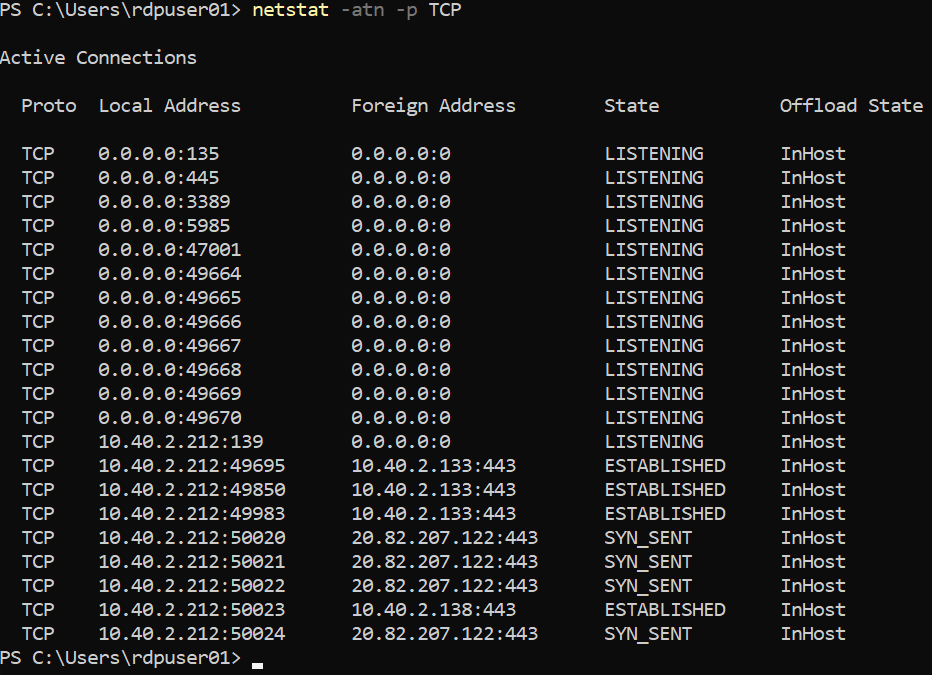 PS C:\Users\rdpuser01> netstat -atn -p TCP
Active Connections
Proto Local Address Foreign Address State Offload State
TCP 0.0.0.0:135 0.0.0.0:0 LISTENING InHost
TCP 0.0.0.0:445 0.0.0.0:0 LISTENING InHost
TCP 0.0.0.0:3389 0.0.0.0:0 LISTENING InHost
TCP 0.0.0.0:5985 0.0.0.0:0 LISTENING InHost
TCP 0.0.0.0:47001 0.0.0.0:0 LISTENING InHost
TCP 0.0.0.0:49664 0.0.0.0:0 LISTENING InHost
TCP 0.0.0.0:49665 0.0.0.0:0 LISTENING InHost
TCP 0.0.0.0:49666 0.0.0.0:0 LISTENING InHost
TCP 0.0.0.0:49667 0.0.0.0:0 LISTENING InHost
TCP 0.0.0.0:49668 0.0.0.0:0 LISTENING InHost
TCP 0.0.0.0:49669 0.0.0.0:0 LISTENING InHost
TCP 0.0.0.0:49670 0.0.0.0:0 LISTENING InHost
TCP 10.40.2.212:139 0.0.0.0:0 LISTENING InHost
TCP 10.40.2.212:49695 10.40.2.133:443 ESTABLISHED InHost
TCP 10.40.2.212:49850 10.40.2.133:443 ESTABLISHED InHost
TCP 10.40.2.212:49983 10.40.2.133:443 ESTABLISHED InHost
TCP 10.40.2.212:50020 20.82.207.122:443 SYN_SENT InHost
TCP 10.40.2.212:50021 20.82.207.122:443 SYN_SENT InHost
TCP 10.40.2.212:50022 20.82.207.122:443 SYN_SENT InHost
TCP 10.40.2.212:50023 10.40.2.138:443 ESTABLISHED InHost
TCP 10.40.2.212:50024 20.82.207.122:443 SYN_SENT InHost
PS C:\Users\rdpuser01>